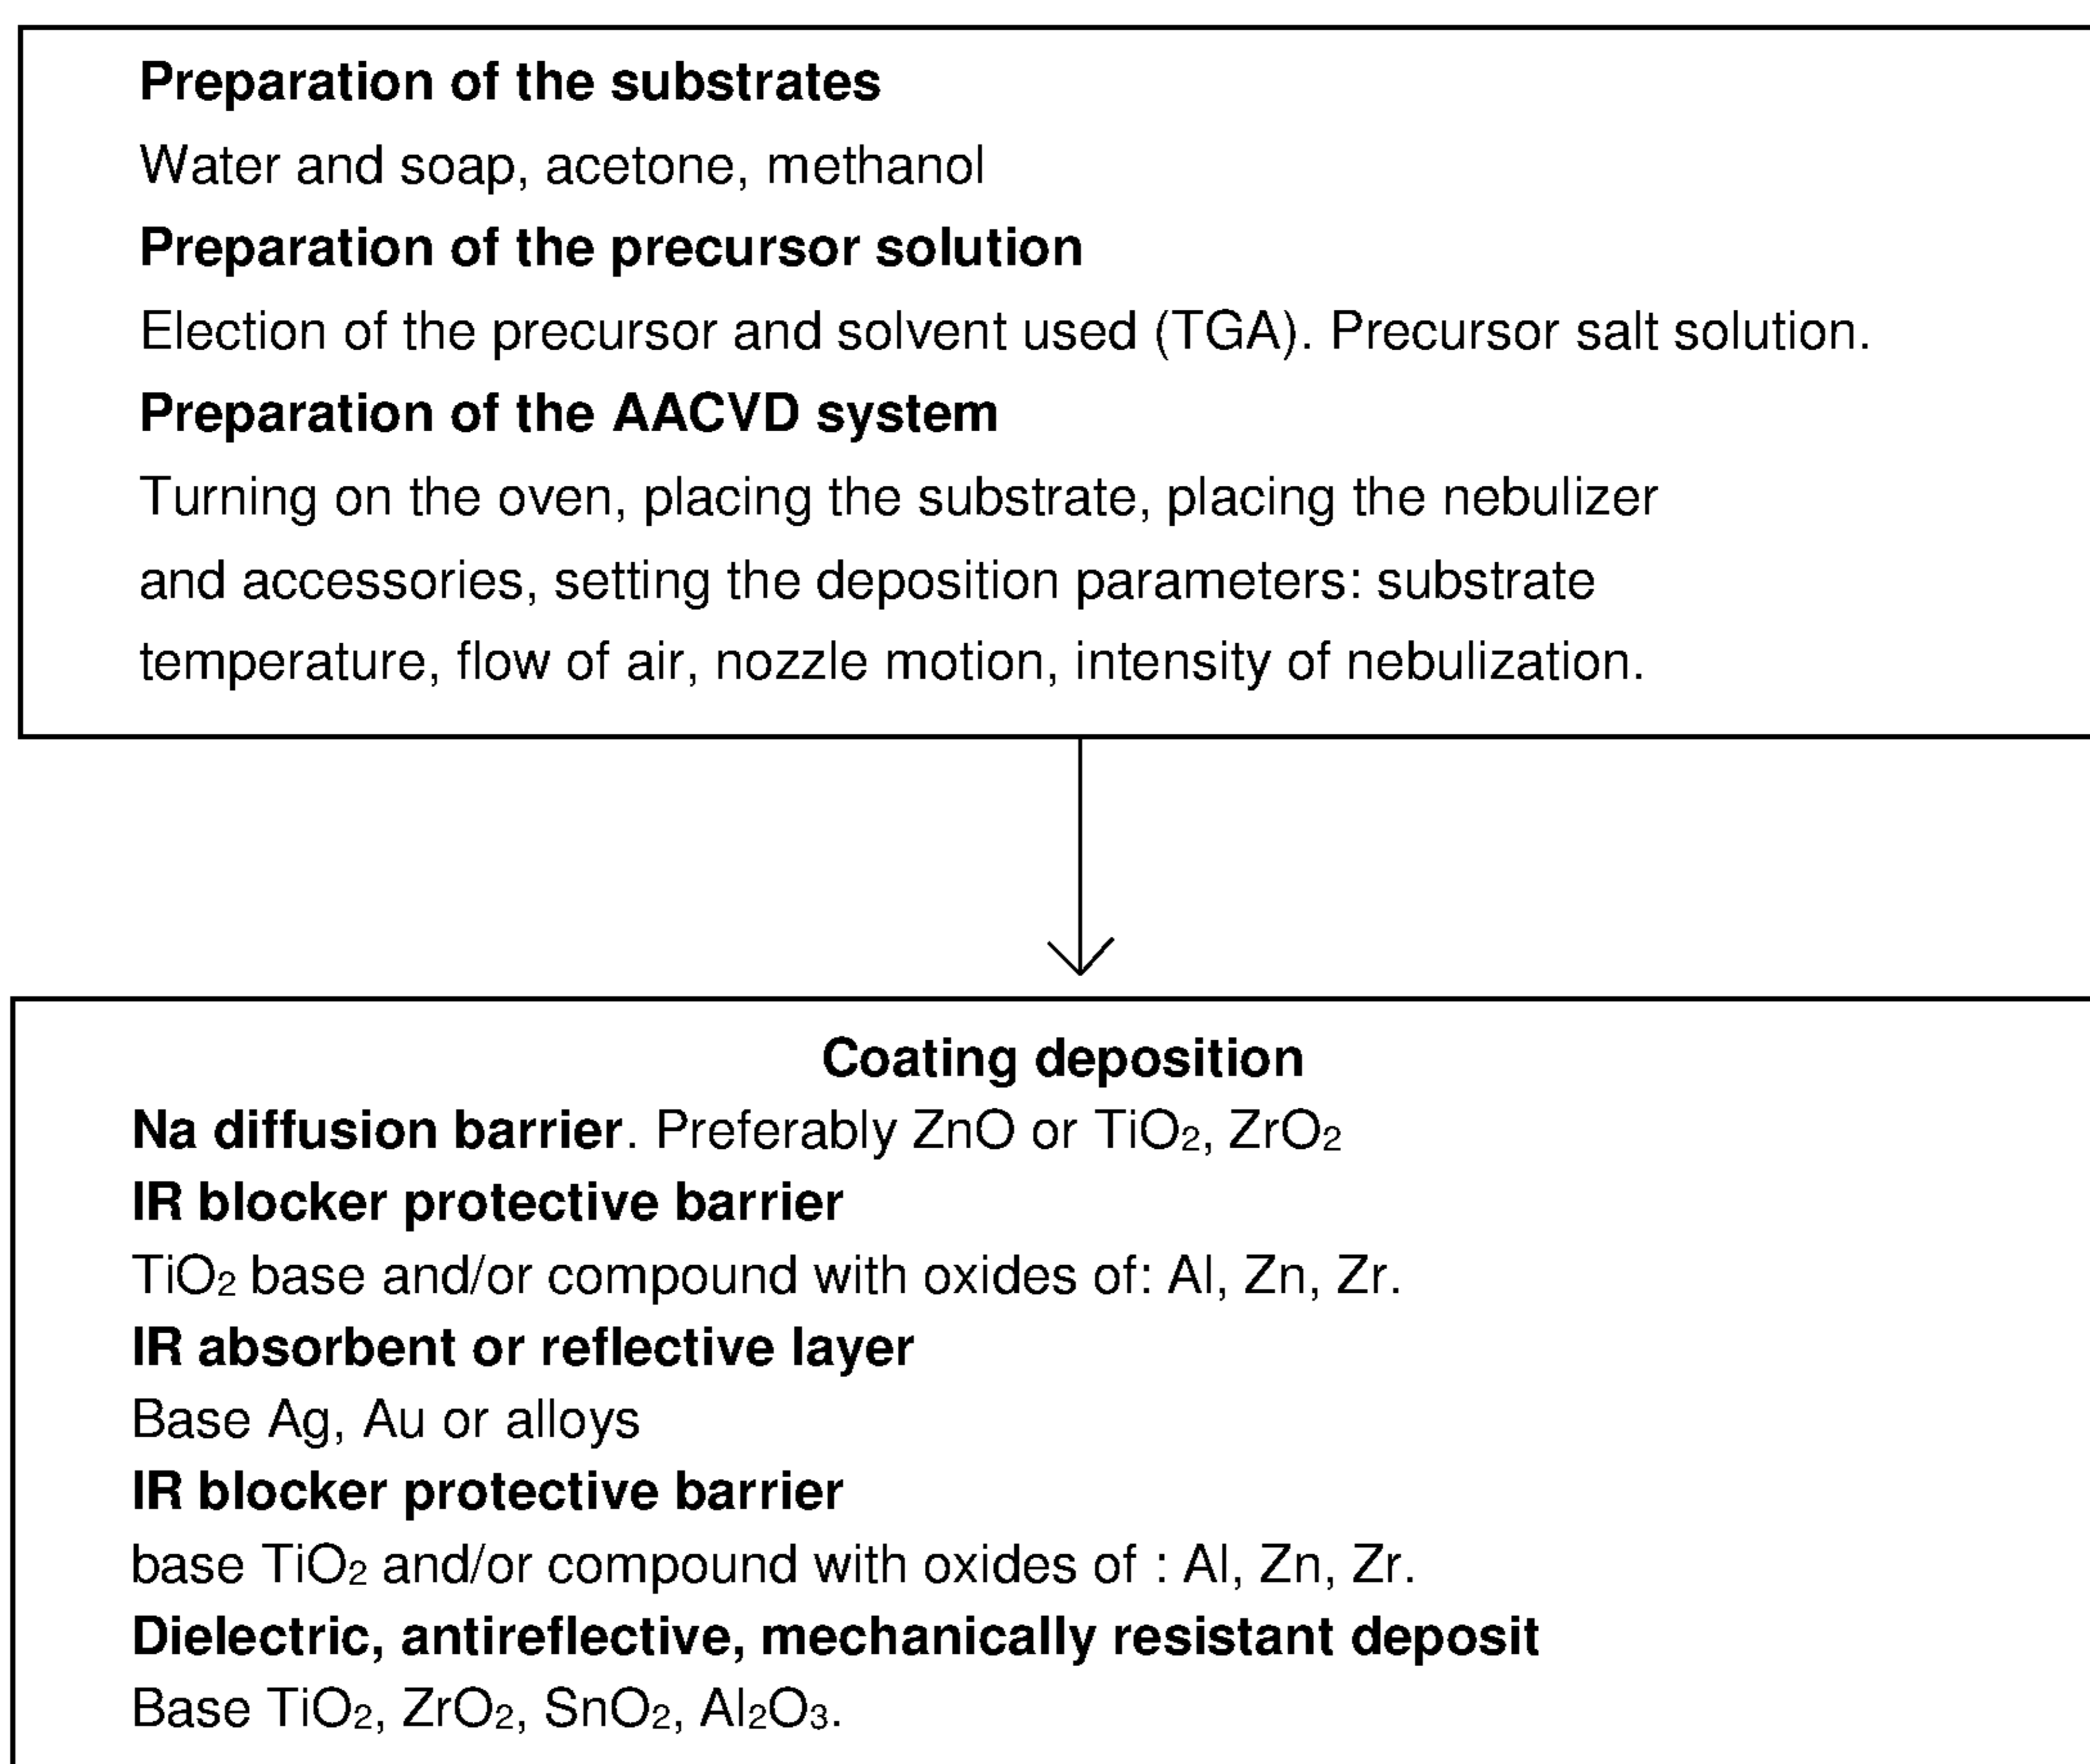 Preparation of the substrates
Water and soap, acetone, methanol
Preparation of the precursor solution
Election of the precursor and solvent used (TGA). Precursor salt solution.
Preparation of the AACVD system
Turning on the oven, placing the substrate, placing the nebulizer
and accessories, setting the deposition parameters: substrate
temperature, flow of air, nozzle motion, intensity of nebulization.
Coating deposition
Na diffusion barrier. Preferably ZnO or TiO₂, ZrO₂
IR blocker protective barrier
TiO₂ base and/or compound with oxides of: Al, Zn, Zr.
IR absorbent or reflective layer
Base Ag, Au or alloys
IR blocker protective barrier
base TiO₂ and/or compound with oxides of : Al, Zn, Zr.
Dielectric, antireflective, mechanically resistant deposit
Base TiO₂, ZrO₂, SnO₂, Al₂O₃.